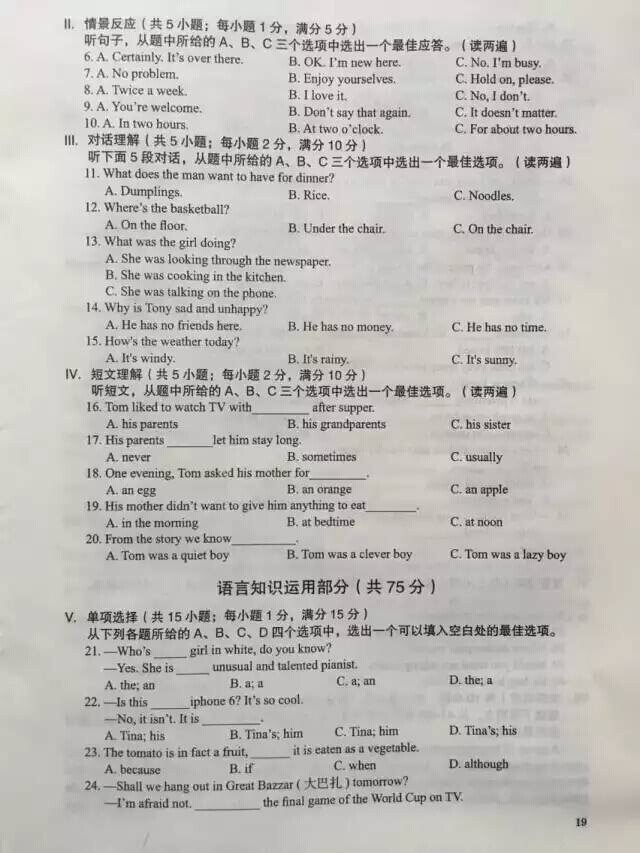 II. 情景反应（共 5 小题；每小题 1 分，满分 5 分）
听句子，从题中所给的 A、B、C 三个选项中选出一个最佳应答。（读两遍）
6. A. Certainly. It's over there. B. OK. I'm new here. C. No. I'm busy.
7. A. No problem. B. Enjoy yourselves. C. Hold on, please.
8. A. Twice a week. B. I love it. C. No, I don't.
9. A. You're welcome. B. Don't say that again. C. It doesn't matter.
10. A. In two hours. B. At two o'clock. C. For about two hours.
III. 对话理解（共 5 小题；每小题 2 分，满分 10 分）
听下面 5 段对话，从题中所给的 A、B、C 三个选项中选出一个最佳选项。（读两遍）
11. What does the man want to have for dinner?
A. Dumplings. B. Rice. C. Noodles.
12. Where's the basketball?
A. On the floor. B. Under the chair. C. On the chair.
13. What was the girl doing?
A. She was looking through the newspaper.
B. She was cooking in the kitchen.
C. She was talking on the phone.
14. Why is Tony sad and unhappy?
A. He has no friends here. B. He has no money. C. He has no time.
15. How's the weather today?
A. It's windy. B. It's rainy. C. It's sunny.
IV. 短文理解（共 5 小题；每小题 2 分，满分 10 分）
听短文，从题中所给的 A、B、C 三个选项中选出一个最佳选项。（读两遍）
16. Tom liked to watch TV with_________ after supper.
A. his parents B. his grandparents C. his sister
17. His parents _______let him stay long.
A. never B. sometimes C. usually
18. One evening, Tom asked his mother for_________.
A. an egg B. an orange C. an apple
19. His mother didn't want to give him anything to eat________.
A. in the morning B. at bedtime C. at noon
20. From the story we know__________.
A. Tom was a quiet boy B. Tom was a clever boy C. Tom was a lazy boy
语言知识运用部分（共 75 分）
V. 单项选择（共 15 小题；每小题 1 分，满分 15 分）
从下列各题所给的 A、B、C、D 四个选项中，选出一个可以填入空白处的最佳选项。
21. —Who's _____ girl in white, do you know?
—Yes. She is _____ unusual and talented pianist.
A. the; an B. a; a C. a; an D. the; a
22. —Is this ______iphone 6? It's so cool.
—No, it isn't. It is _________.
A. Tina; his B. Tina's; him C. Tina; him D. Tina's; his
23. The tomato is in fact a fruit, ______ it is eaten as a vegetable.
A. because B. if C. when D. although
24. —Shall we hang out in Great Bazzar (大巴扎) tomorrow?
—I'm afraid not. __________ the final game of the World Cup on TV.
19